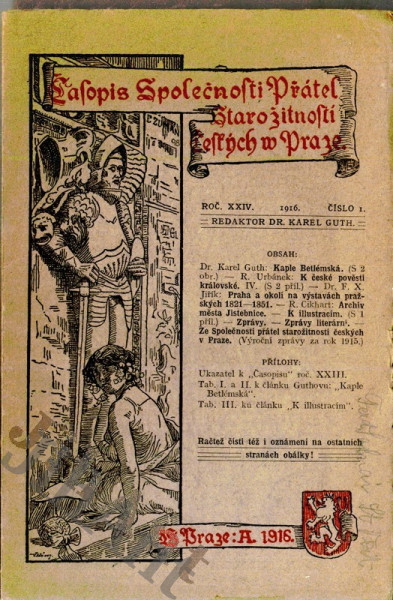 Časopis Společnosti Přátel
Starožitností
Českých w Praze
ROČ. XXIV. 1916. ČÍSLO 1.
REDAKTOR DR. KAREL GUTH.
OBSAH:
Dr. Karel Guth: Kaple Betlémská. (S 2
obr.) — R. Urbánek: K české pověsti
královské. IV. (S 2 příl.) — Dr. F. X.
Jiřík: Praha a okolí na výstavách praž-
ských 1821—1851. — R. Cikhart: Archiv
města Jistebnice. — K illustracím. (S 1
příl.) — Zprávy. — Zprávy literární. —
Ze Společnosti přátel starožitností českých
v Praze. (Výroční zprávy za rok 1915.)
PŘÍLOHY:
Ukazatel k „Časopisu" roč. XXIII.
Tab. I. a II. k článku Guthovu: „Kaple
Betlémská".
Tab. III. ku článku „K illustracím".
Račtež čísti též i oznámení na ostatních
stranách obálky!
W Praze: A. 1916.